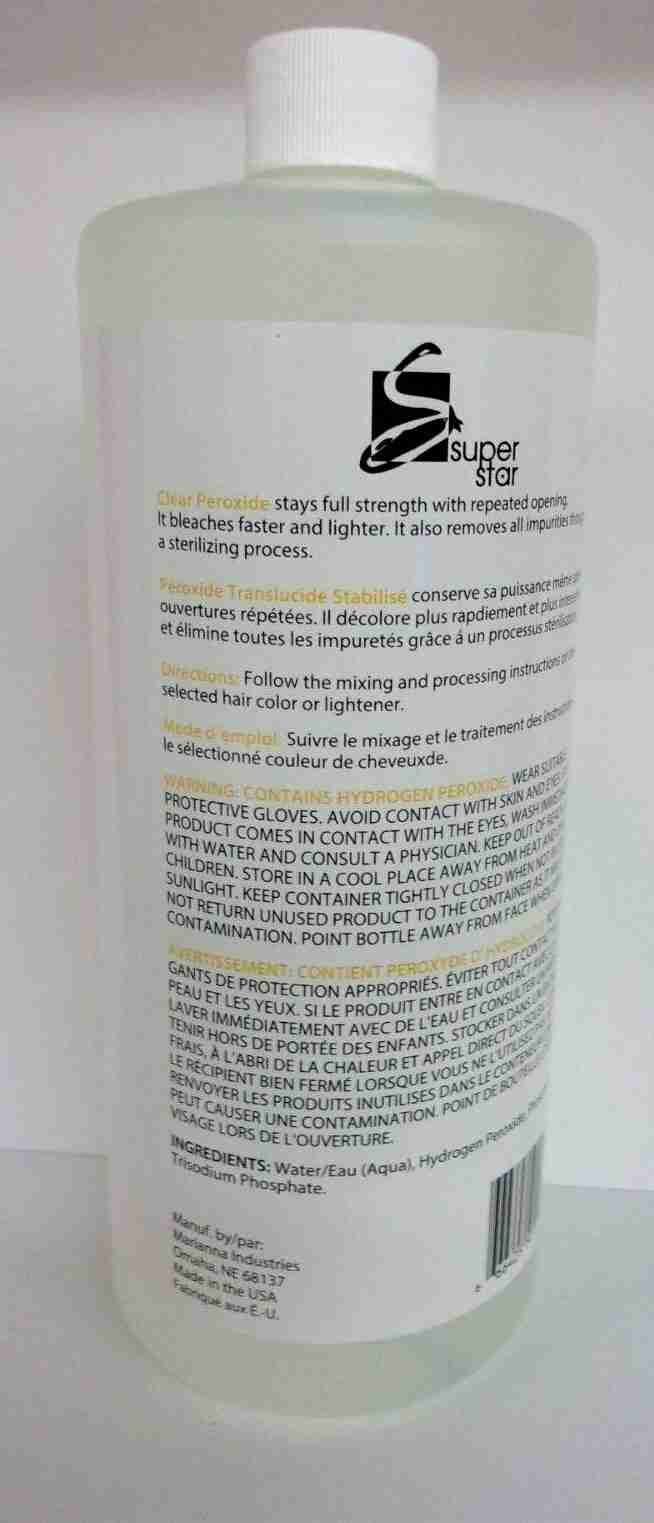 super
star
Clear Peroxide stays full strength with repeated opening.
It bleaches faster and lighter. It also removes all impurities
a sterilizing process.
Peroxide Translucide Stabilisé conserve sa puissance même
ouvertures répétées. Il décolore plus rapdiement et plus
et élimine toutes les impuretés grâce á un processus
Directions: Follow the mixing and processing instructions
selected hair color or lightener.
Mode d'emploi: Suivre le mixage et le traitement des
le sélectionné couleur de cheveuxde.
WARNING: CONTAINS HYDROGEN PEROXIDE. WEAR
PROTECTIVE GLOVES. AVOID CONTACT WITH SKIN AND EYES.
PRODUCT COMES IN CONTACT WITH THE EYES, WASH
WITH WATER AND CONSULT A PHYSICIAN. KEEP OUT OF
CHILDREN. STORE IN A COOL PLACE AWAY FROM HEAT AND
SUNLIGHT. KEEP CONTAINER TIGHTLY CLOSED WHEN NOT
NOT RETURN UNUSED PRODUCT TO THE CONTAINER AS IT
CONTAMINATION. POINT BOTTLE AWAY FROM FACE WHEN
AVERTISSEMENT: CONTIENT PEROXYDE D'
GANTS DE PROTECTION APPROPRIÉS. ÉVITER TOUT
PEAU ET LES YEUX. SI LE PRODUIT ENTRE EN CONTACT
LAVER IMMÉDIATEMENT AVEC DE L'EAU ET CONSULTER
TENIR HORS DE PORTÉE DES ENFANTS. STOCKER DANS
FRAIS, À L'ABRI DE LA CHALEUR ET APPEL DIRECT DU
LE RÉCIPIENT BIEN FERMÉ LORSQUE VOUS NE
RENVOYER LES PRODUITS INUTILISES DANS LE
PEUT CAUSER UNE CONTAMINATION. POINT DE
VISAGE LORS DE L'OUVERTURE.
INGREDIENTS: Water/Eau (Aqua), Hydrogen Peroxide,
Trisodium Phosphate.
Manuf. by/par:
Marianna Industries
Omaha, NE 68137
Made in the USA
Fabriqué aux E.-U.